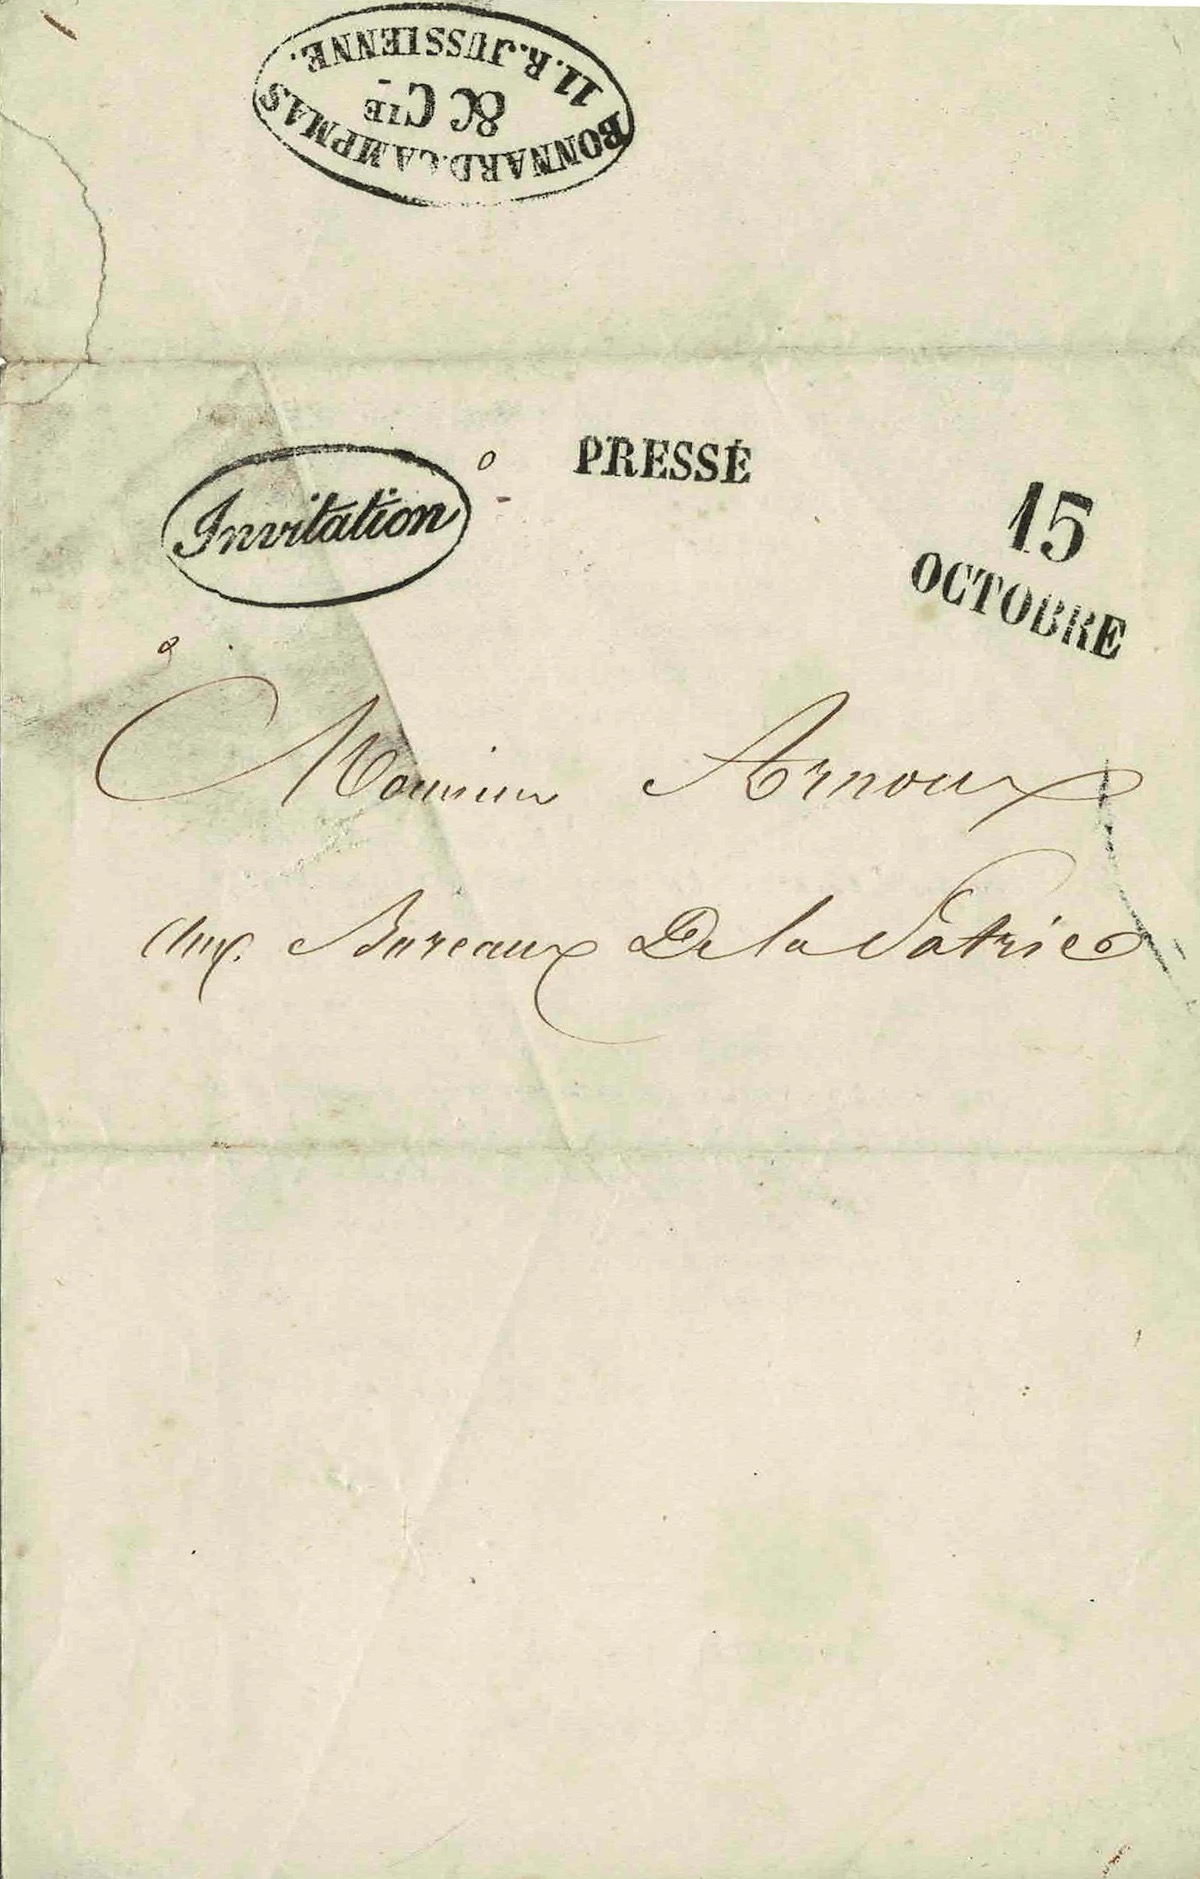 BONNARD.CAMPMAS
& CIE
11.R.JUSSIENNE.
Invitation
PRESSÉ
15
OCTOBRE
Monsieur Arnoux
Aux Bureaux De la Patrie